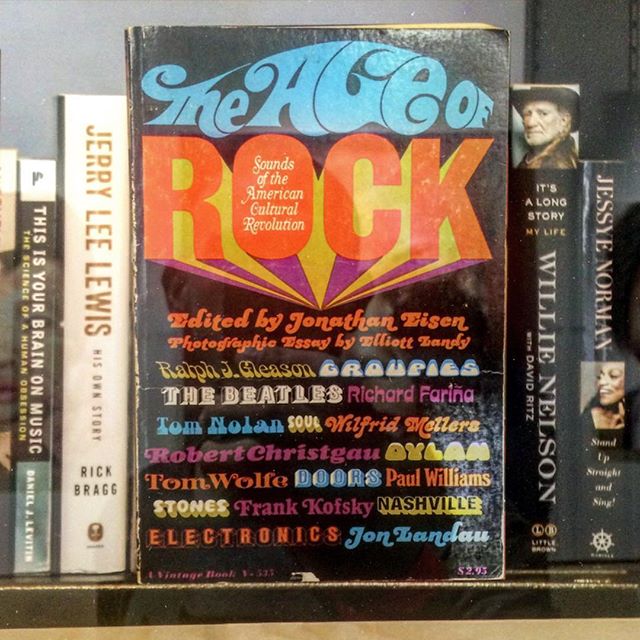 The AGE OF
ROCK
Sounds
of the
American
Cultural
Revolution
Edited by Jonathan Eisen
Photographic Essay by Elliott Landy
Ralph J. Gleason GROUPIES
THE BEATLES Richard Fariña
Tom Nolan SOUL Wilfrid Mellers
Robert Christgau DYLAN
Tom Wolfe DOORS Paul Williams
STONES Frank Kofsky NASHVILLE
ELECTRONICS Jon Landau
A Vintage Book V-535 $2.95
THIS IS YOUR BRAIN ON MUSIC
THE SCIENCE OF A HUMAN OBSESSION
DANIEL J. LEVITIN
JERRY LEE LEWIS
HIS OWN STORY
RICK
BRAGG
IT'S
A LONG
STORY
MY LIFE
WILLIE NELSON
WITH DAVID RITZ
LB
LITTLE
BROWN
JESSYE NORMAN
Stand
Up
Straight
and
Sing!